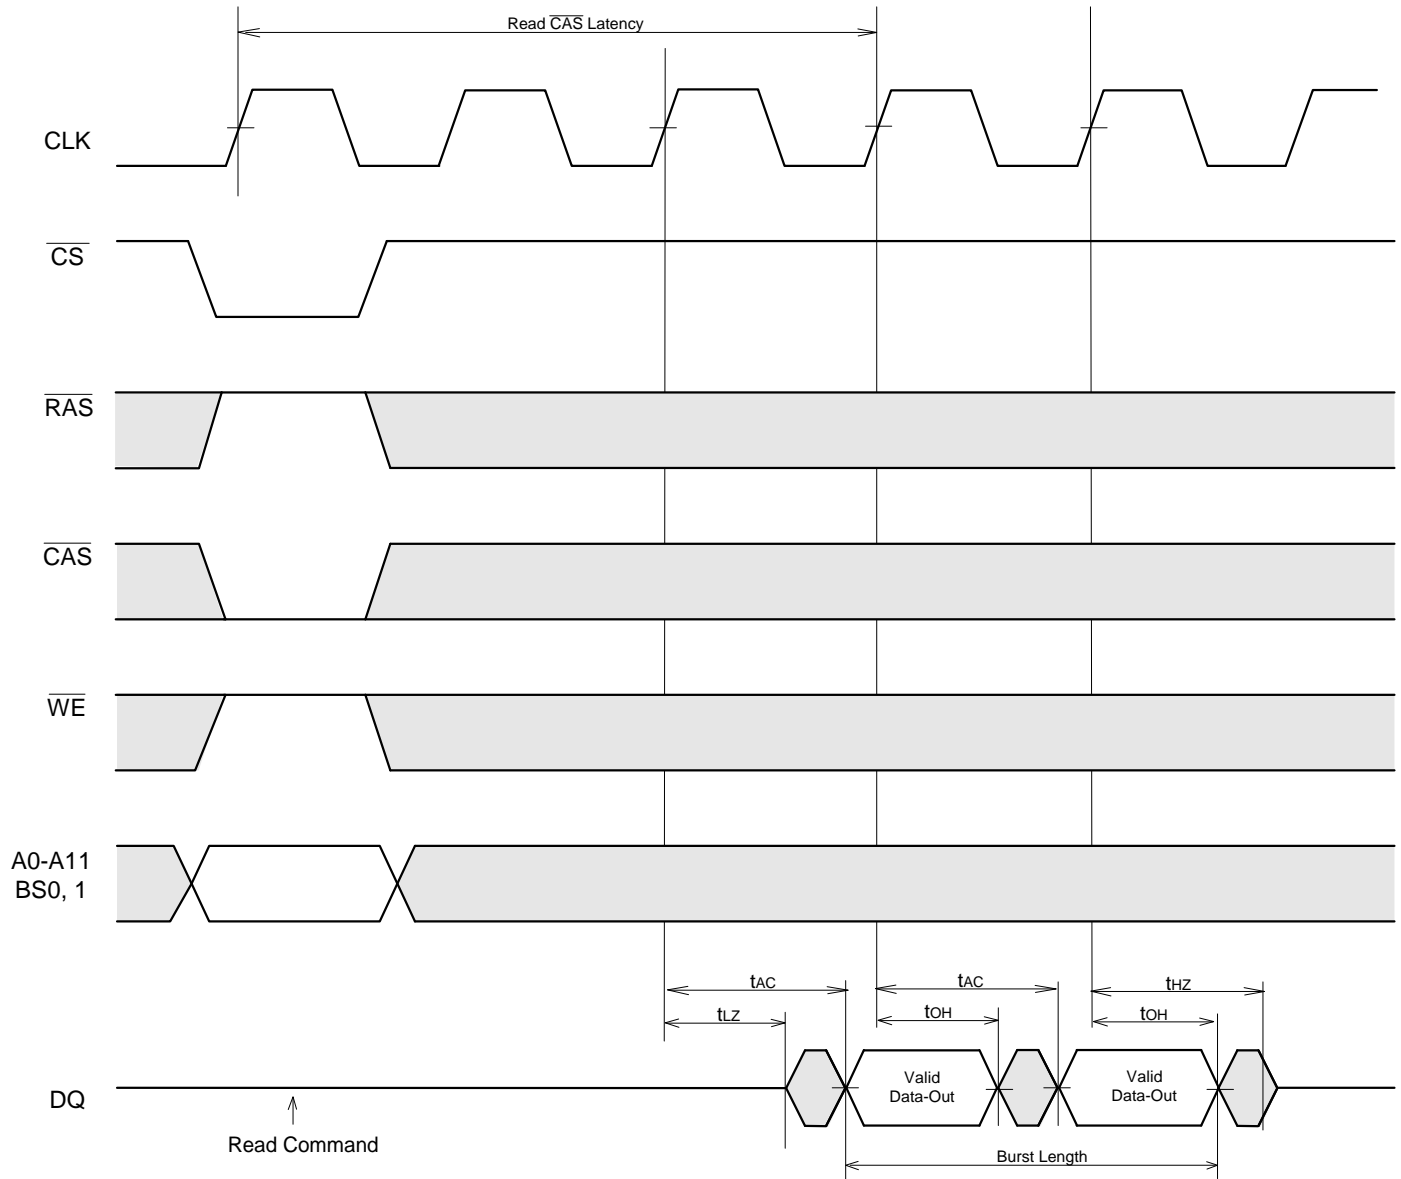 Read CAS Latency
CLK
CS
RAS
CAS
WE
A0-A11
BS0, 1
tAC
tAC
tHZ
tLZ
tOH
tOH
Valid
Data-Out
Valid
Data-Out
DQ
Read Command
Burst Length